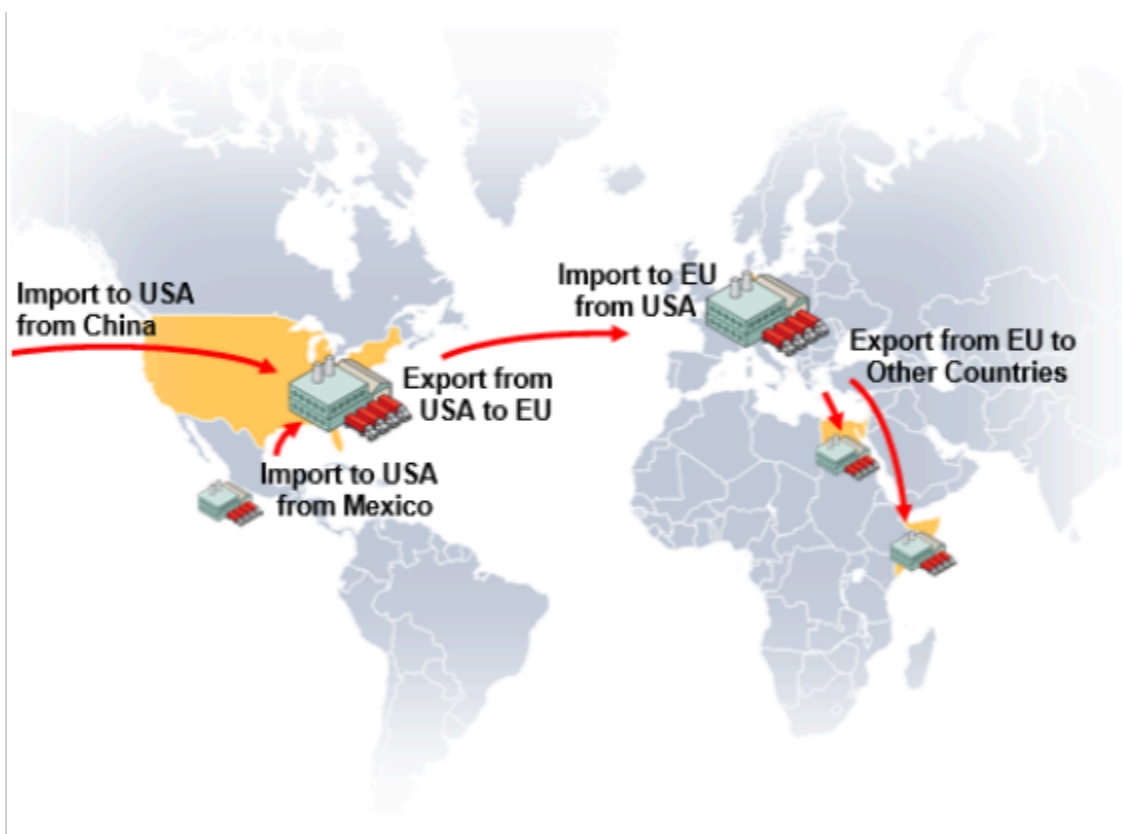 Import to USA
from China
Export from
USA to EU
Import to USA
from Mexico
Import to EU
from USA
Export from EU to
Other Countries